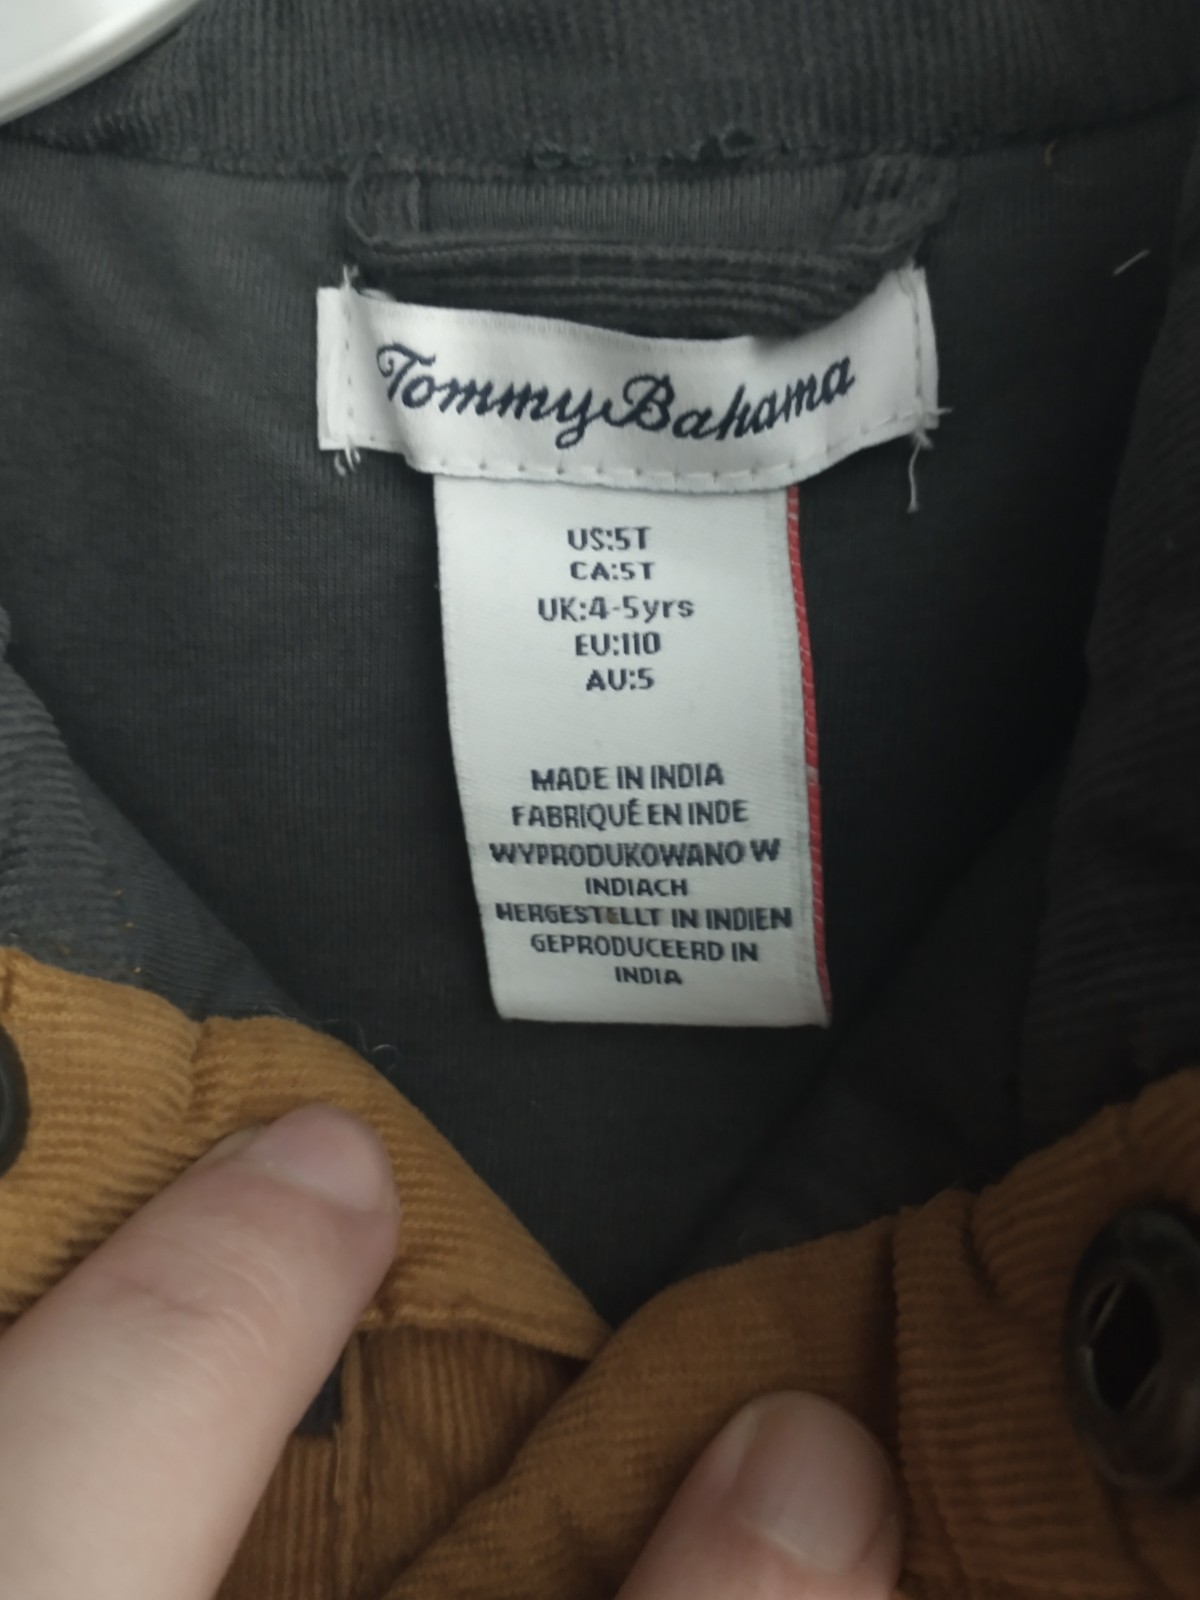 Tommy Bahama
US:5T
CA:5T
UK:4-5yrs
EU:110
AU:5
MADE IN INDIA
FABRIQUÉ EN INDE
WYPRODUKOWANO W
INDIACH
HERGESTELLT IN INDIEN
GEPRODUCEERD IN
INDIA